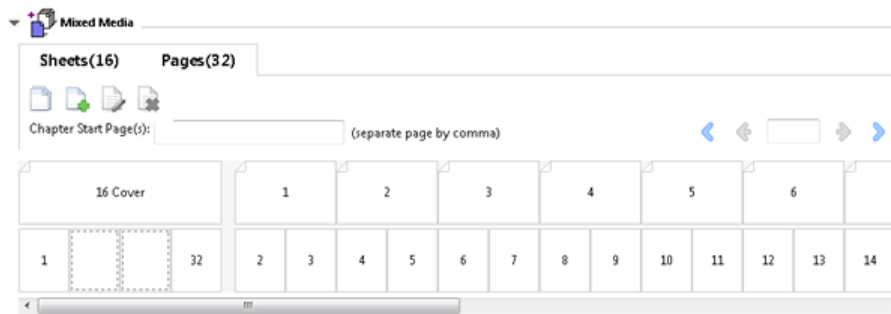 Mixed Media
Sheets(16) Pages(32)
Chapter Start Page(s): (separate page by comma)
16 Cover 1 2 3 4 5 6
1 32 2 3 4 5 6 7 8 9 10 11 12 13 14